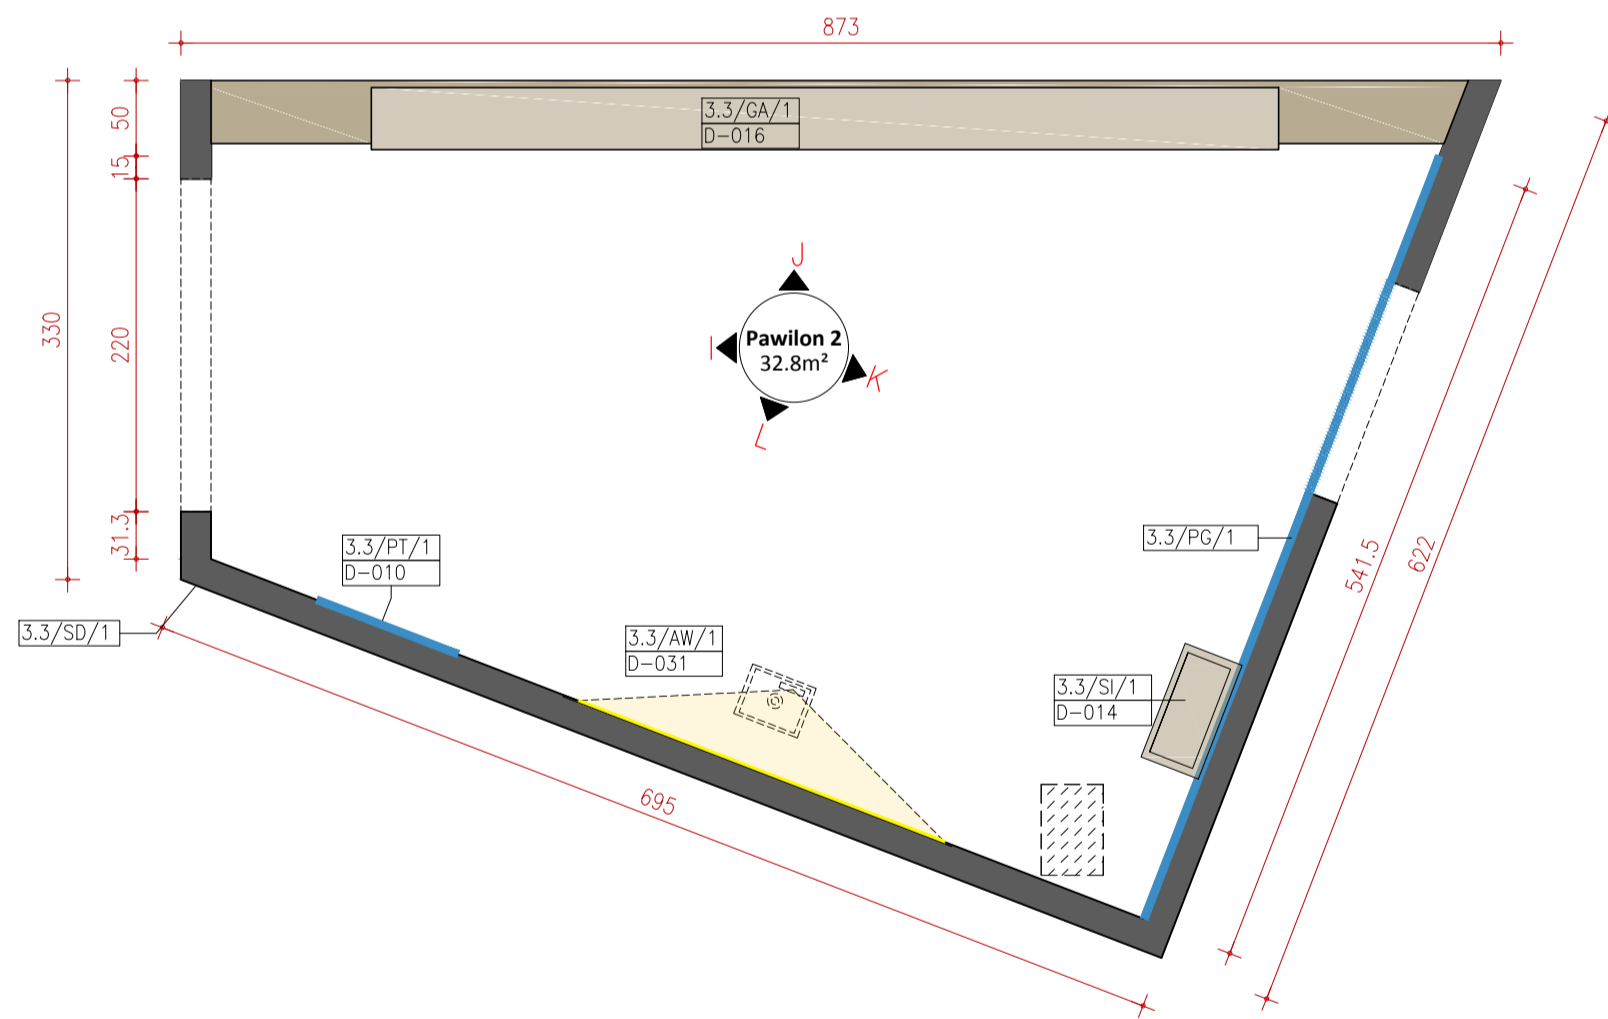 873
50
15
330
220
31.3
3.3/GA/1
D-016
J
I
Pawilon 2
32.8m²
K
L
3.3/PT/1
D-010
3.3/SD/1
3.3/AW/1
D-031
3.3/PG/1
3.3/SI/1
D-014
541.5
622
695